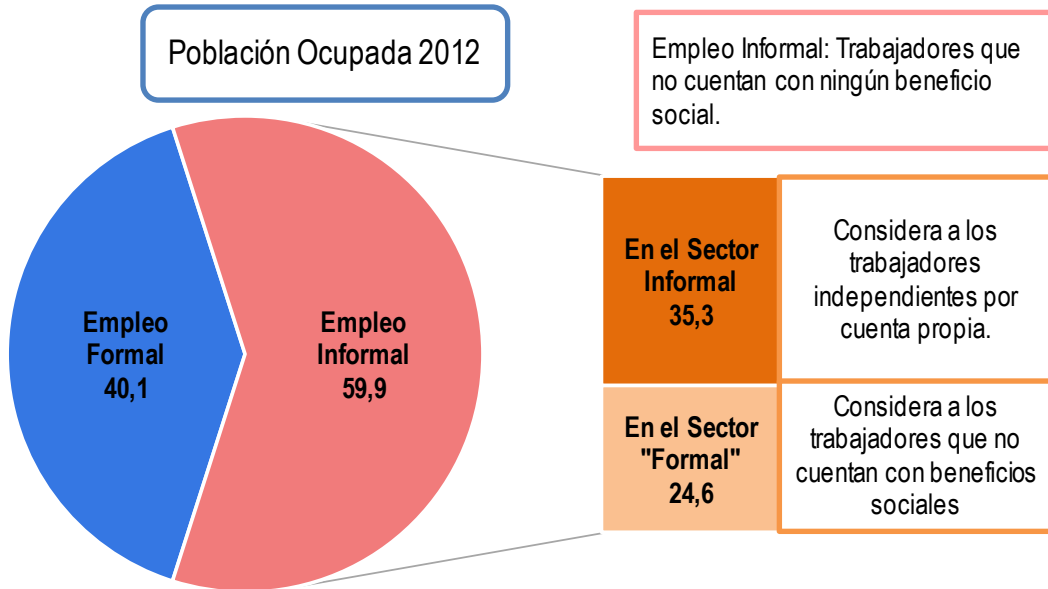 Población Ocupada 2012
Empleo Informal: Trabajadores que
no cuentan con ningún beneficio
social.
Empleo
Formal
40,1
Empleo
Informal
59,9
En el Sector
Informal
35,3
Considera a los
trabajadores
independientes por
cuenta propia.
En el Sector
"Formal"
24,6
Considera a los
trabajadores que no
cuentan con beneficios
sociales